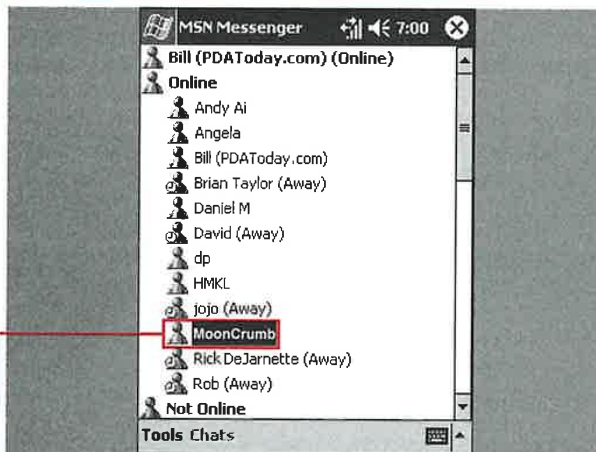 MSN Messenger 7:00
Bill (PDAToday.com) (Online)
Online
Andy Ai
Angela
Bill (PDAToday.com)
Brian Taylor (Away)
Daniel M
David (Away)
dp
HMKL
jojo (Away)
MoonCrumb
Rick DeJarnette (Away)
Rob (Away)
Not Online
Tools Chats